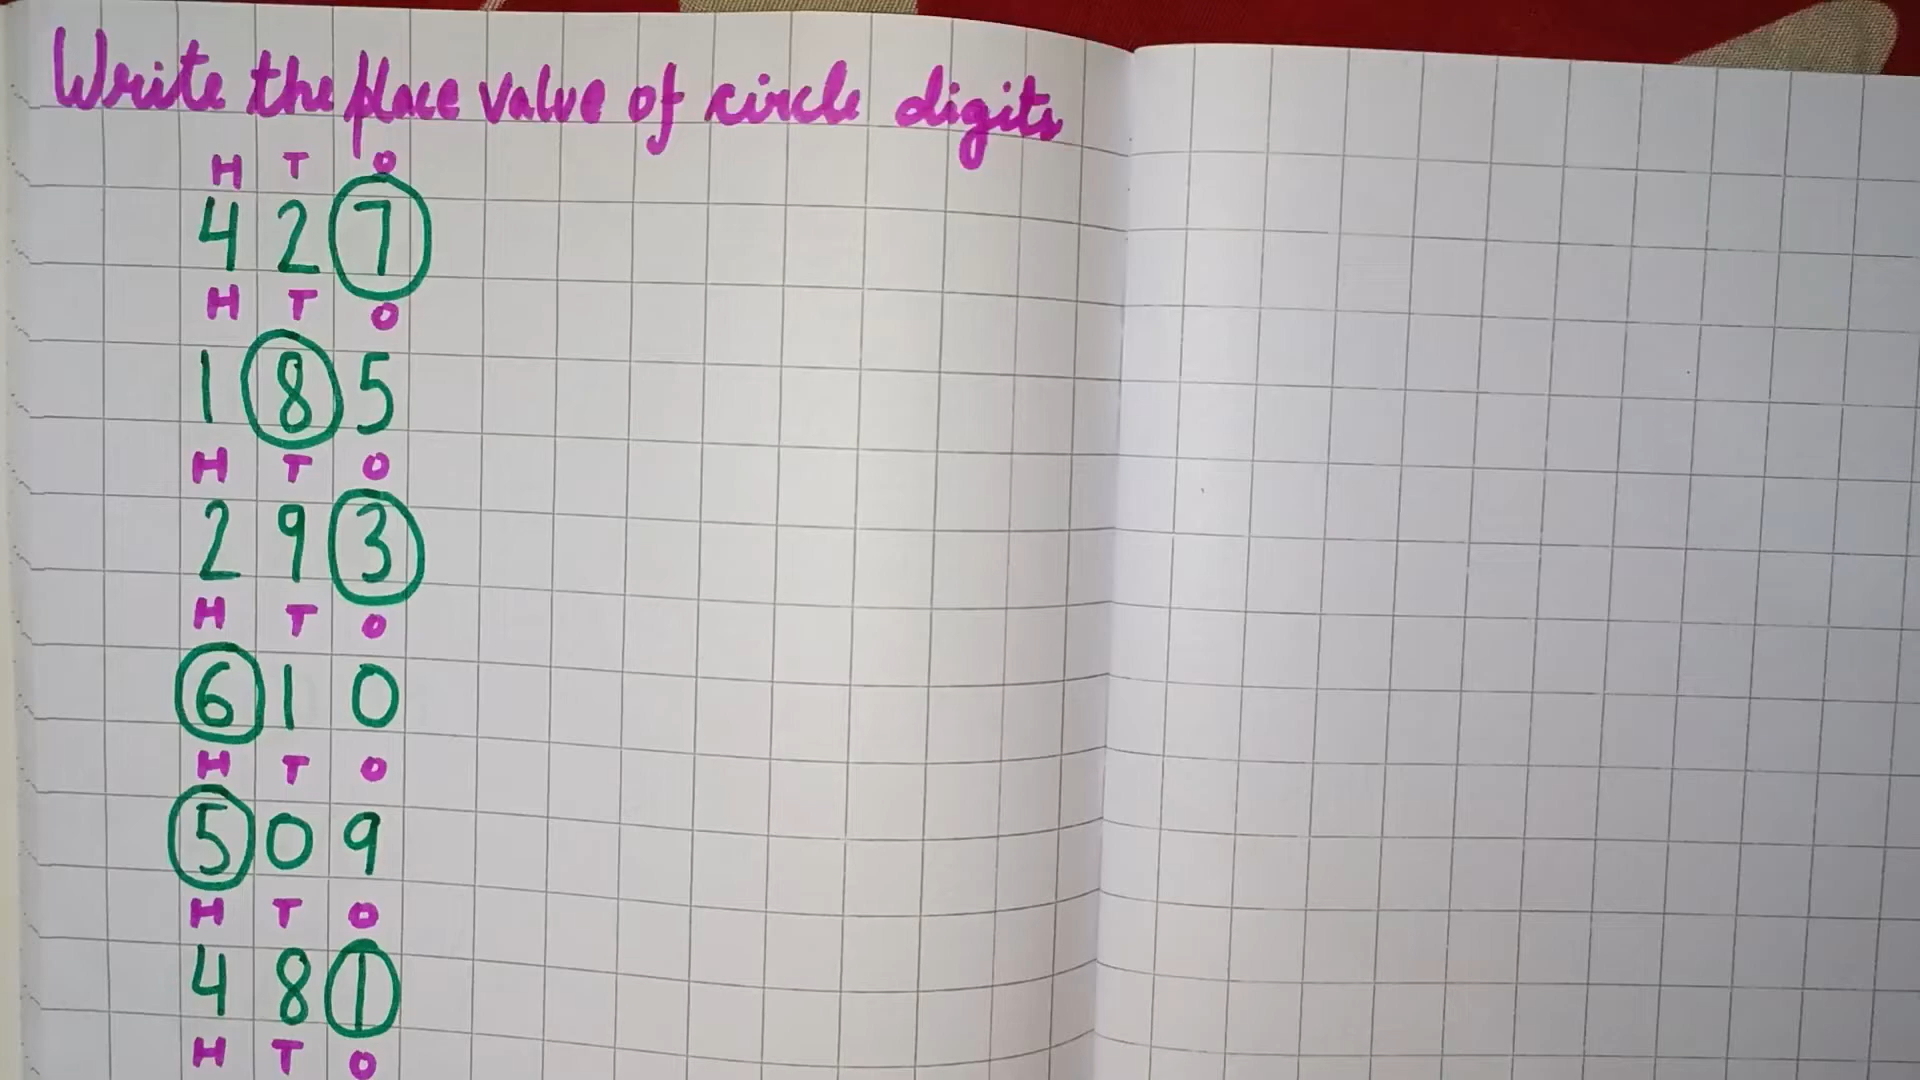 Write the place value of circle digits
H T O
4 2 7
H T O
1 8 5
H T O
2 9 3
H T O
6 1 0
H T O
5 0 9
H T O
4 8 1
H T O